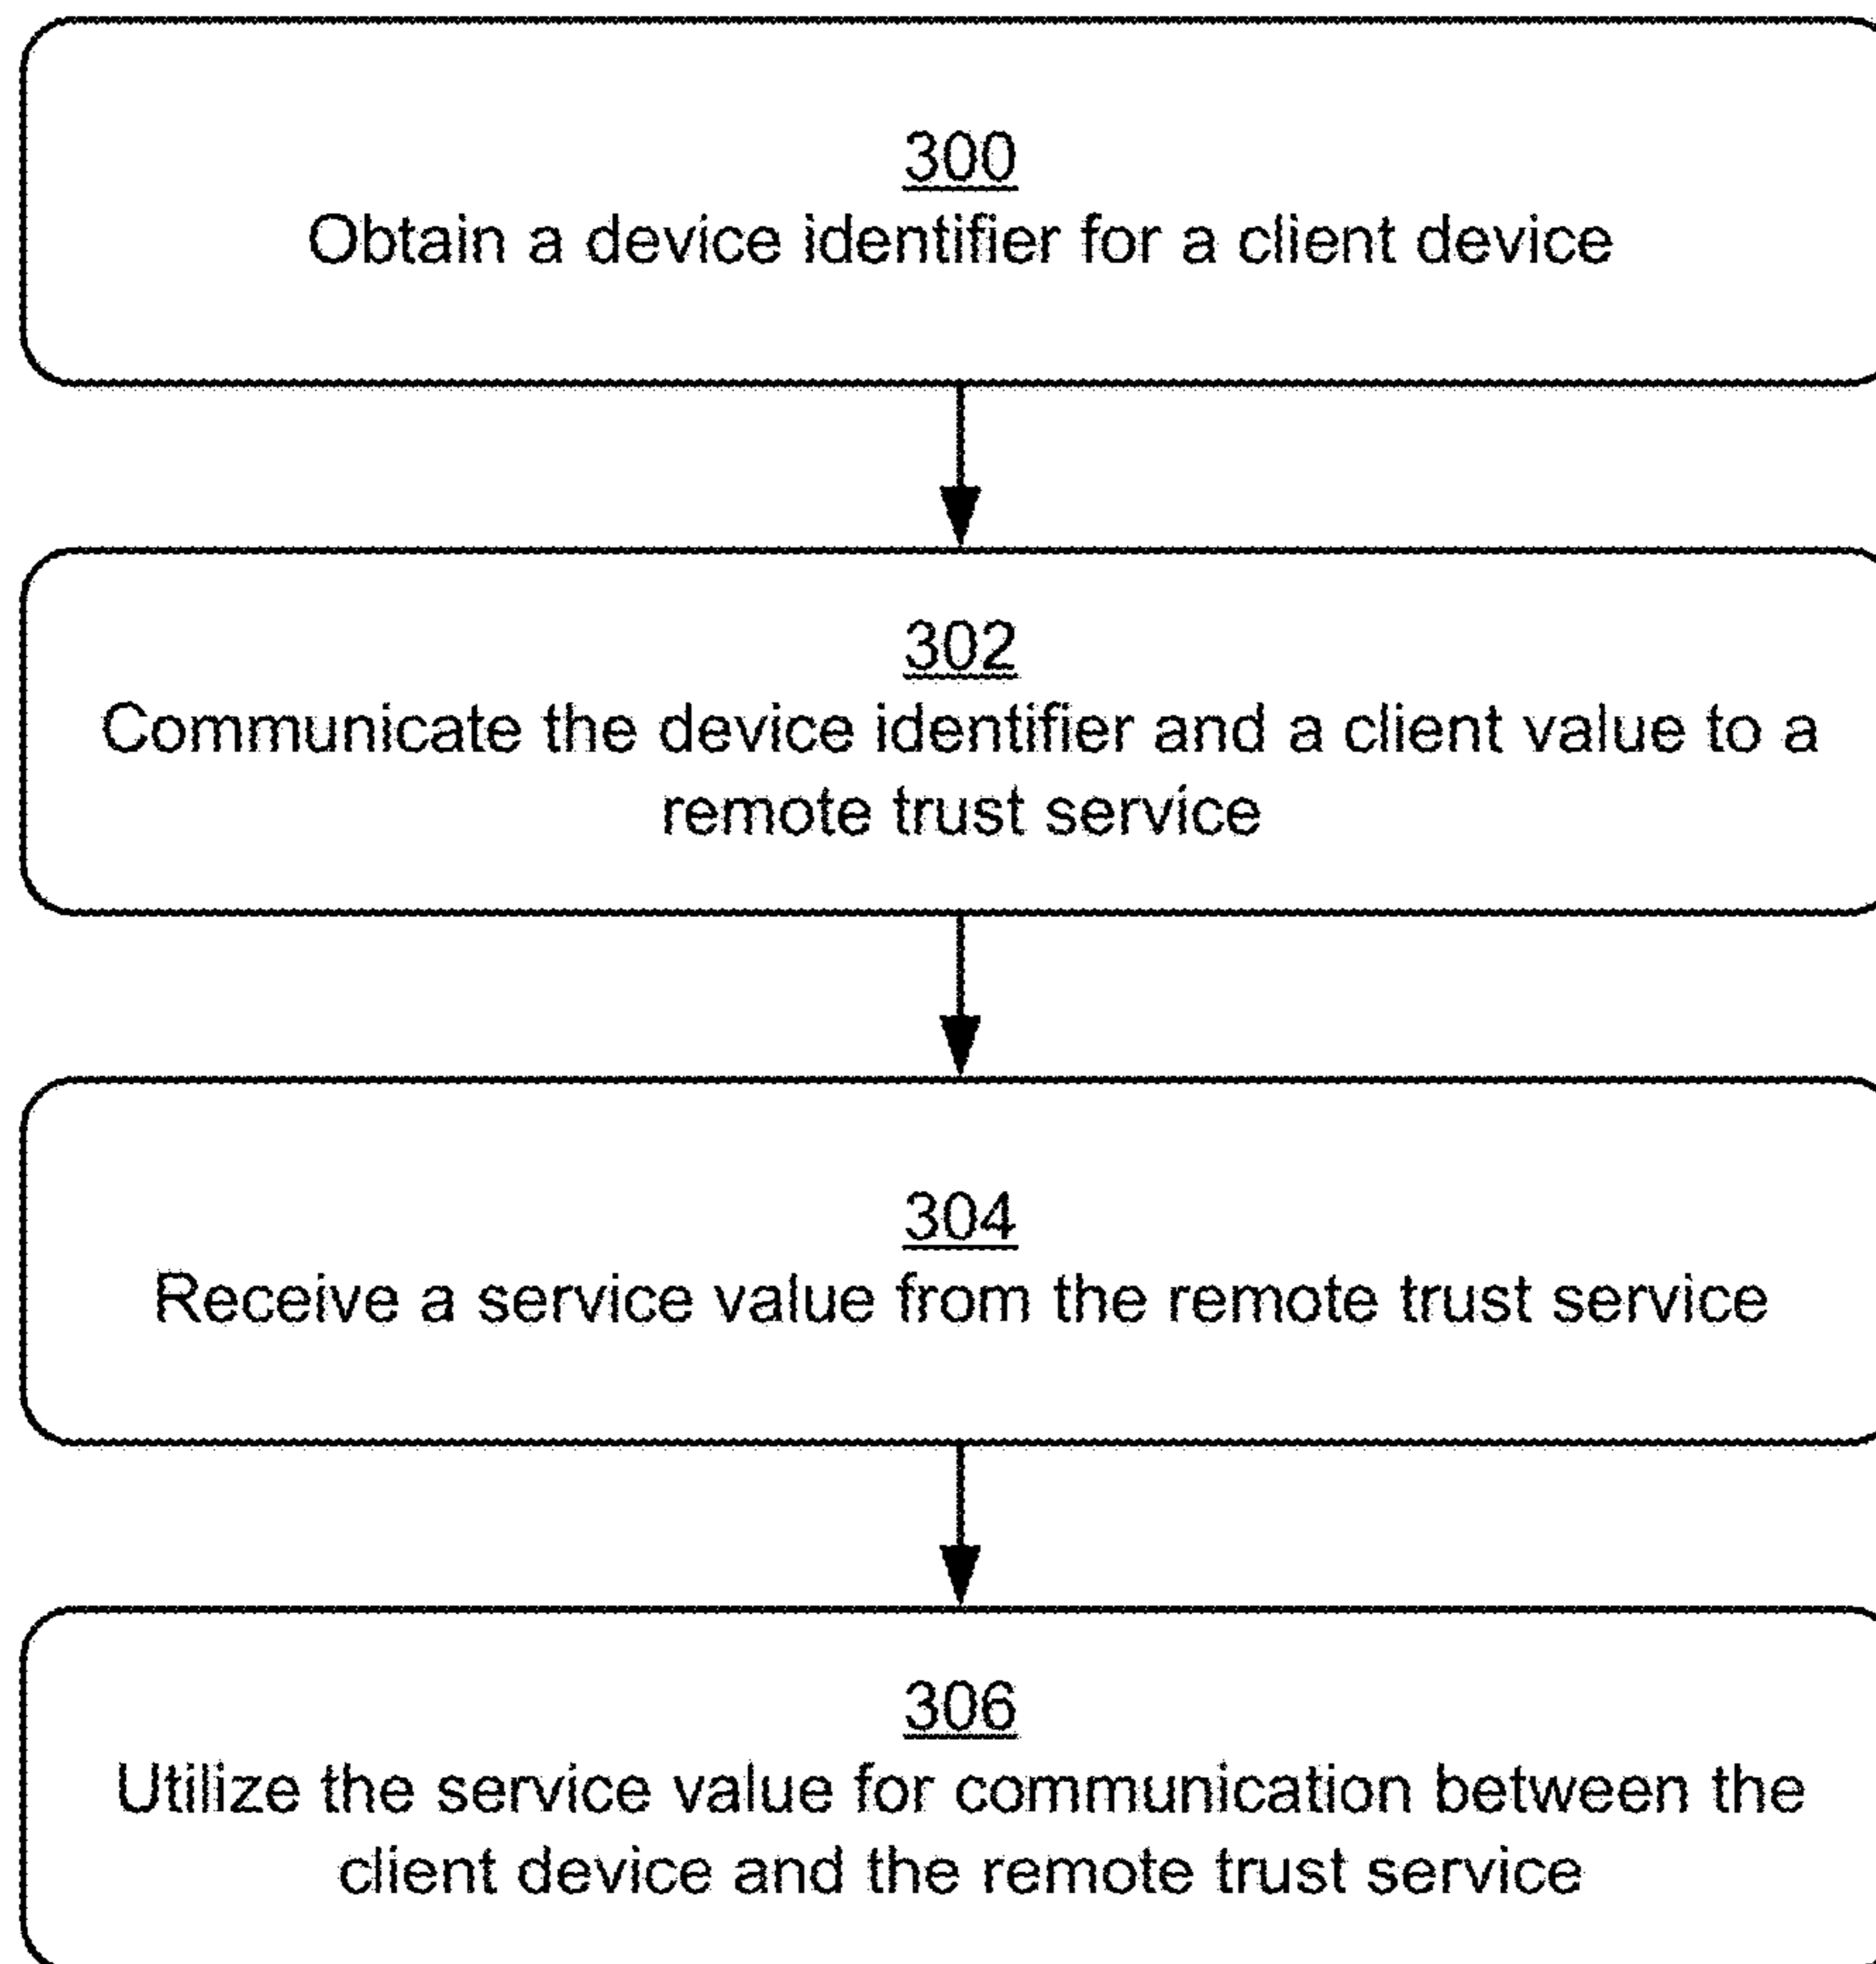 300
Obtain a device identifier for a client device
302
Communicate the device identifier and a client value to a
remote trust service
304
Receive a service value from the remote trust service
306
Utilize the service value for communication between the
client device and the remote trust service